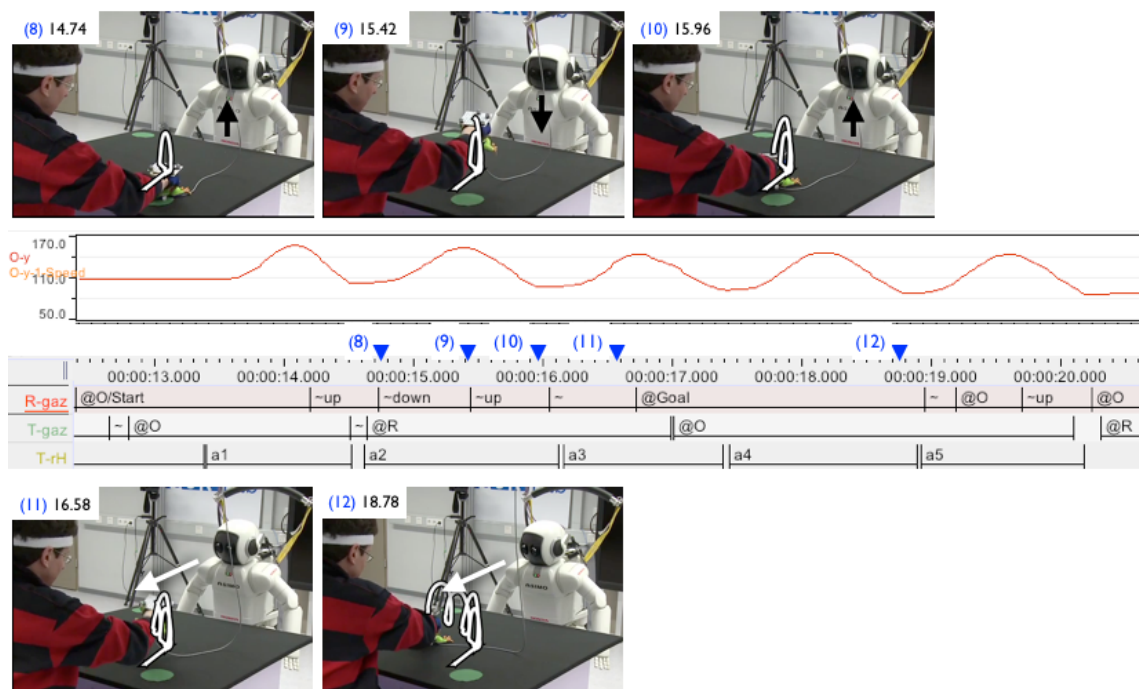 (8) 14.74
(9) 15.42
(10) 15.96
170.0
O-y
O-y-1 Speed
110.0
50.0
(8) (9) (10) (11) (12)
00:00:13.000 00:00:14.000 00:00:15.000 00:00:16.000 00:00:17.000 00:00:18.000 00:00:19.000 00:00:20.000
R-gaz @O/Start ~up ~down ~up ~ @Goal ~ @O ~up @O
T-gaz ~ @O ~ @R @O @R
T-rH a1 a2 a3 a4 a5
(11) 16.58
(12) 18.78